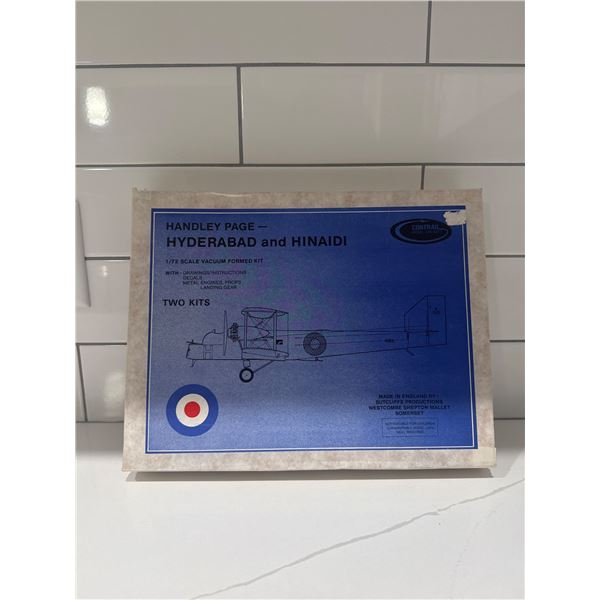 HANDLEY PAGE —
HYDERABAD and HINAIDI
CONTRAIL
1/72 SCALE VACUUM FORMED KIT
WITH - DRAWINGS/INSTRUCTIONS
DECALS
METAL ENGINES, PROPS
LANDING GEAR
TWO KITS
MADE IN ENGLAND BY:
SUTCLIFFE PRODUCTIONS
WESTCOMBE SHEPTON MALLET
SOMERSET